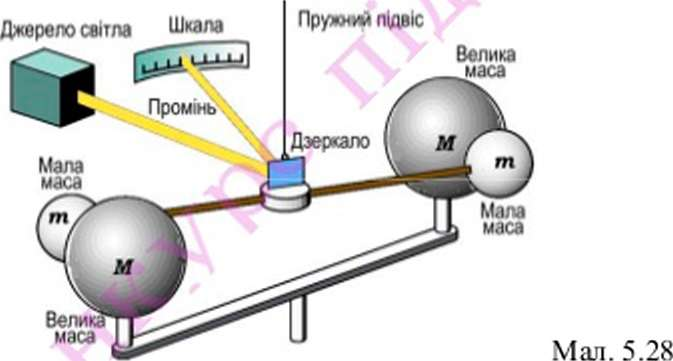 Джерело світла
Шкала
Пружний підвіс
Велика
маса
Промінь
Дзеркало
M
m
Мала
маса
m
Мала
маса
M
Велика
маса
Мал. 5.28